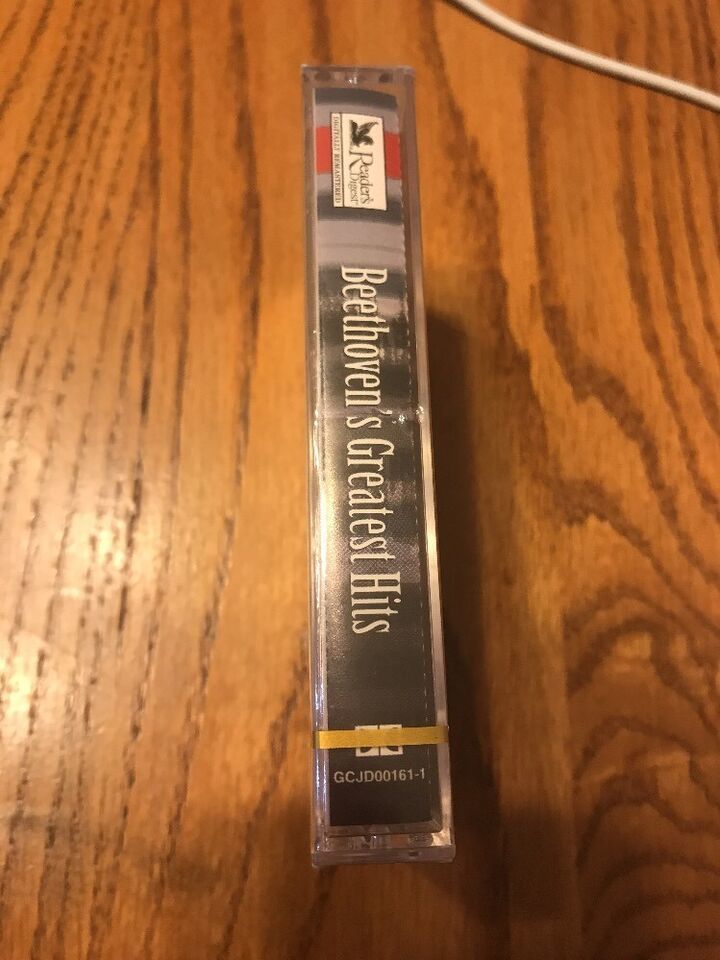 Reader's
Digest
DIGITALLY REMASTERED
Beethoven's Greatest Hits
GCJD00161-1